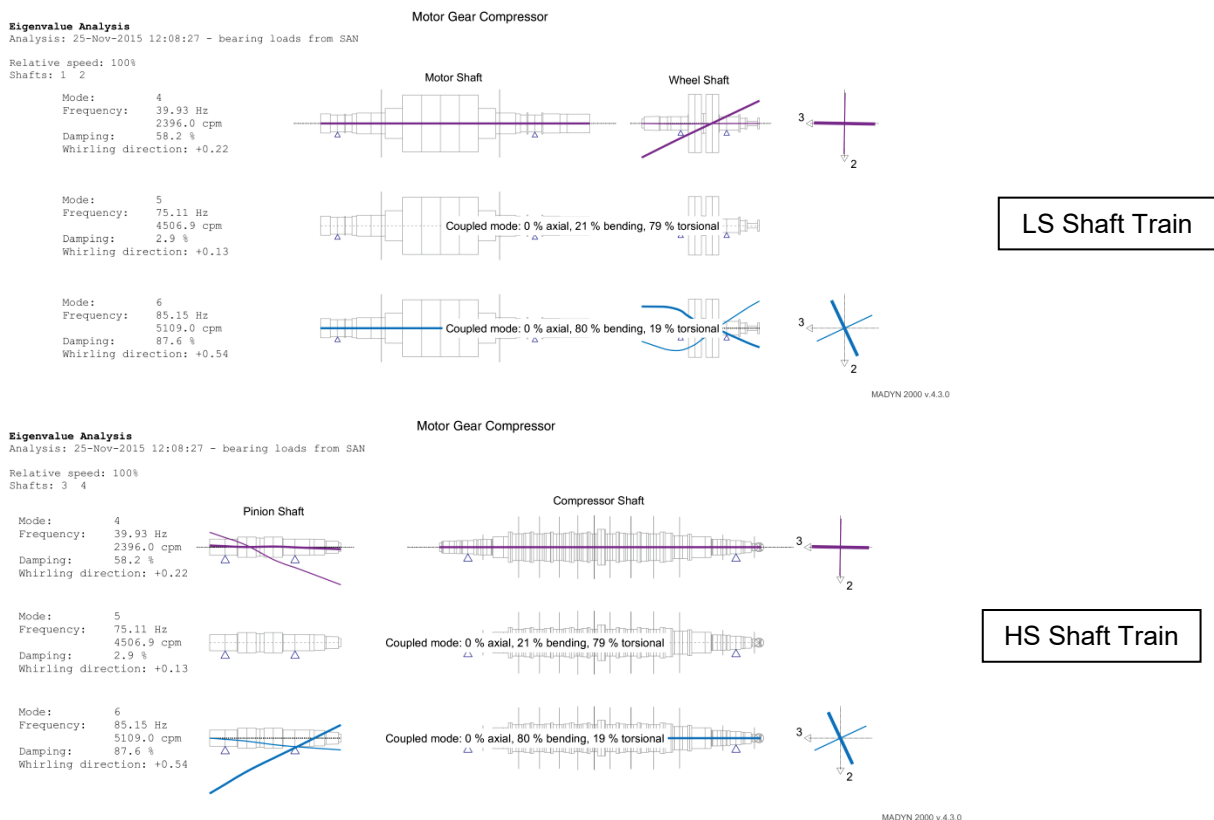 Motor Gear Compressor
Eigenvalue Analysis
Analysis: 25-Nov-2015 12:08:27 - bearing loads from SAN
Relative speed: 100%
Shafts: 1 2
Motor Shaft
Wheel Shaft
Mode: 4
Frequency: 39.93 Hz
2396.0 cpm
Damping: 58.2 %
Whirling direction: +0.22
3
2
Mode: 5
Frequency: 75.11 Hz
4506.9 cpm
Damping: 2.9 %
Whirling direction: +0.13
Coupled mode: 0 % axial, 21 % bending, 79 % torsional
LS Shaft Train
Mode: 6
Frequency: 85.15 Hz
5109.0 cpm
Damping: 87.6 %
Whirling direction: +0.54
Coupled mode: 0 % axial, 80 % bending, 19 % torsional
3
2
MADYN 2000 v.4.3.0
Motor Gear Compressor
Eigenvalue Analysis
Analysis: 25-Nov-2015 12:08:27 - bearing loads from SAN
Relative speed: 100%
Shafts: 3 4
Pinion Shaft
Compressor Shaft
Mode: 4
Frequency: 39.93 Hz
2396.0 cpm
Damping: 58.2 %
Whirling direction: +0.22
3
2
Mode: 5
Frequency: 75.11 Hz
4506.9 cpm
Damping: 2.9 %
Whirling direction: +0.13
Coupled mode: 0 % axial, 21 % bending, 79 % torsional
HS Shaft Train
Mode: 6
Frequency: 85.15 Hz
5109.0 cpm
Damping: 87.6 %
Whirling direction: +0.54
Coupled mode: 0 % axial, 80 % bending, 19 % torsional
3
2
MADYN 2000 v.4.3.0